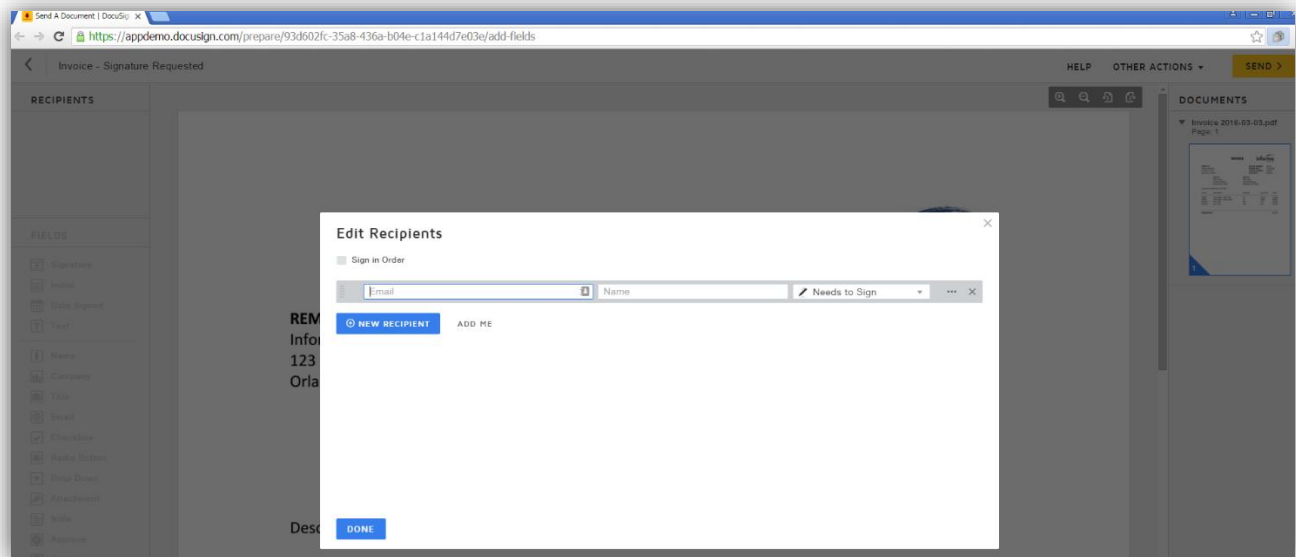 Send A Document | DocuSig
https://appdemo.docusign.com/prepare/93d602fc-35a8-436a-b04e-c1a144d7e03e/add-fields
Invoice - Signature Requested
HELP
OTHER ACTIONS
SEND >
RECIPIENTS
DOCUMENTS
Invoice 2016-03-03.pdf
Page: 1
1
FIELDS
Signature
Initial
Date Signed
Text
Name
Company
Title
Email
Checkbox
Radio Button
Drop Down
Attachment
Note
Approve
REM
Infor
123
Orla
Desc
Edit Recipients
Sign in Order
Email
Name
Needs to Sign
NEW RECIPIENT
ADD ME
DONE